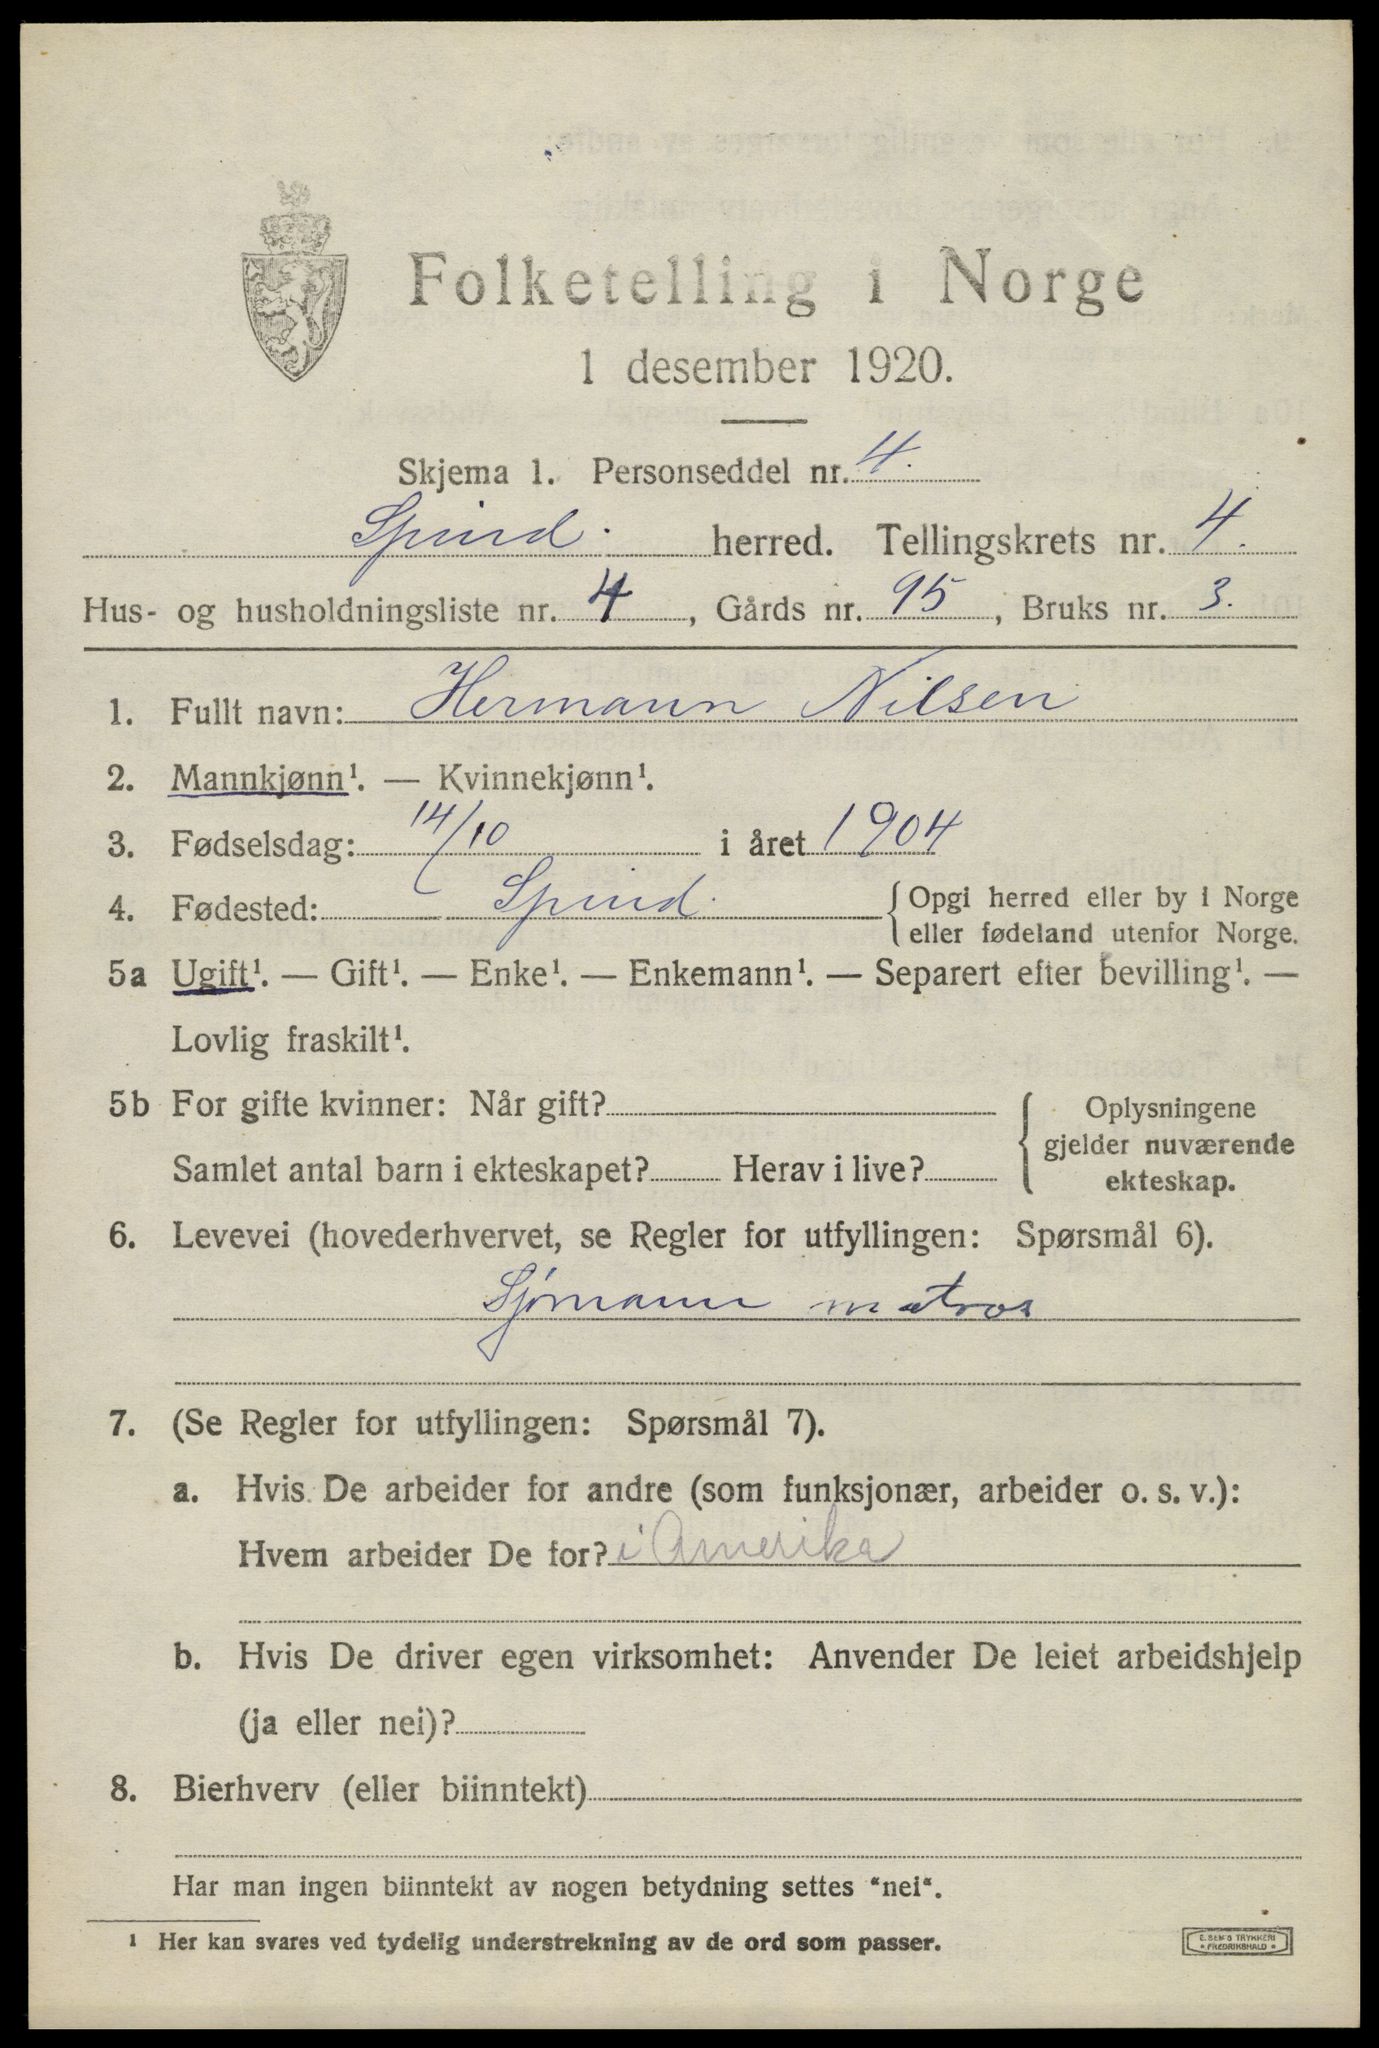 Folketelling i Norge
1 desember 1920.
Skjema 1. Personseddel nr. 4.
Spind. herred. Tellingskrets nr. 4.
Hus- og husholdningsliste nr. 4, Gårds nr. 95, Bruks nr. 3.
1. Fullt navn: Hermann Nilsen
2. Mannkjønn¹. — Kvinnekjønn¹.
3. Fødselsdag: 14/10 i året 1904
4. Fødested: Spind. { Opgi herred eller by i Norge
eller fødeland utenfor Norge.
5a Ugift¹. — Gift¹. — Enke¹. — Enkemann¹. — Separert efter bevilling¹. —
Lovlig fraskilt¹.
5b For gifte kvinner: Når gift?
Samlet antal barn i ekteskapet? Herav i live?
{ Oplysningene
gjelder nuværende
ekteskap.
6. Levevei (hovederhvervet, se Regler for utfyllingen: Spørsmål 6).
Sjømann matros
7. (Se Regler for utfyllingen: Spørsmål 7).
a. Hvis De arbeider for andre (som funksjonær, arbeider o. s. v.):
Hvem arbeider De for? i Amerika
b. Hvis De driver egen virksomhet: Anvender De leiet arbeidshjelp
(ja eller nei)?
8. Bierhverv (eller biinntekt)
Har man ingen biinntekt av nogen betydning settes "nei".
¹ Her kan svares ved tydelig understrekning av de ord som passer.
TRYKKERI
FREDRIKSHALD